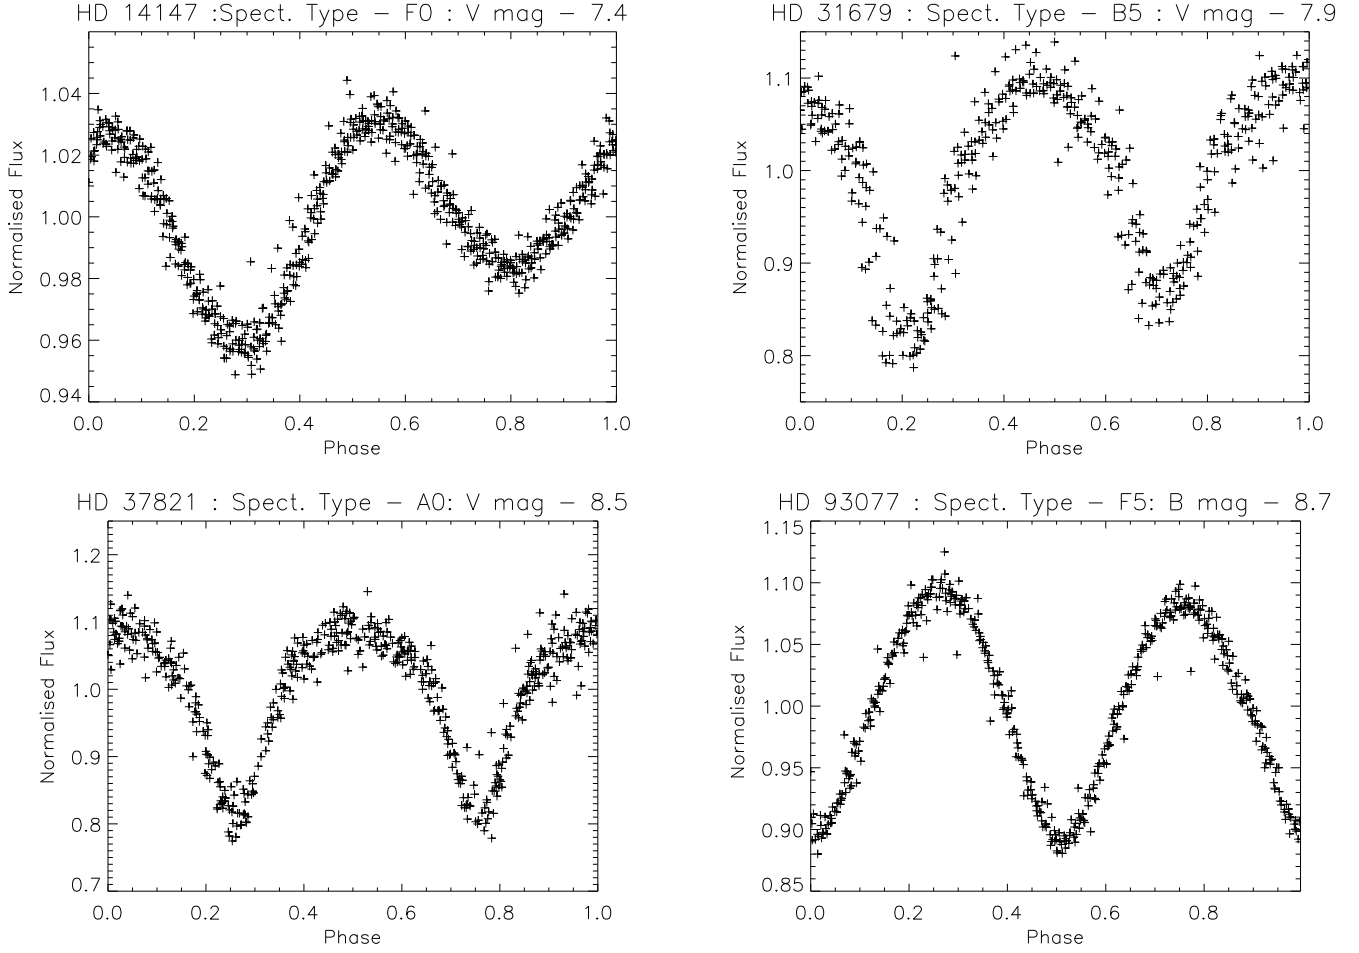 HD 14147 :Spect. Type – F0 : V mag – 7.4
Normalised Flux
1.04
1.02
1.00
0.98
0.96
0.94
0.0 0.2 0.4 0.6 0.8 1.0
Phase
HD 31679 : Spect. Type – B5 : V mag – 7.9
Normalised Flux
1.1
1.0
0.9
0.8
0.0 0.2 0.4 0.6 0.8 1.0
Phase
HD 37821 : Spect. Type – A0: V mag – 8.5
Normalised Flux
1.2
1.1
1.0
0.9
0.8
0.7
0.0 0.2 0.4 0.6 0.8 1.0
Phase
HD 93077 : Spect. Type – F5: B mag – 8.7
Normalised Flux
1.15
1.10
1.05
1.00
0.95
0.90
0.85
0.0 0.2 0.4 0.6 0.8
Phase